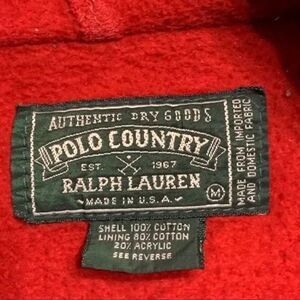 AUTHENTIC DRY GOODS
POLO COUNTRY
EST. 1967
RALPH LAUREN
MADE IN U.S.A.
M
MADE FROM IMPORTED
AND DOMESTIC FABRIC
SHELL 100% COTTON
LINING 80% COTTON
20% ACRYLIC
SEE REVERSE